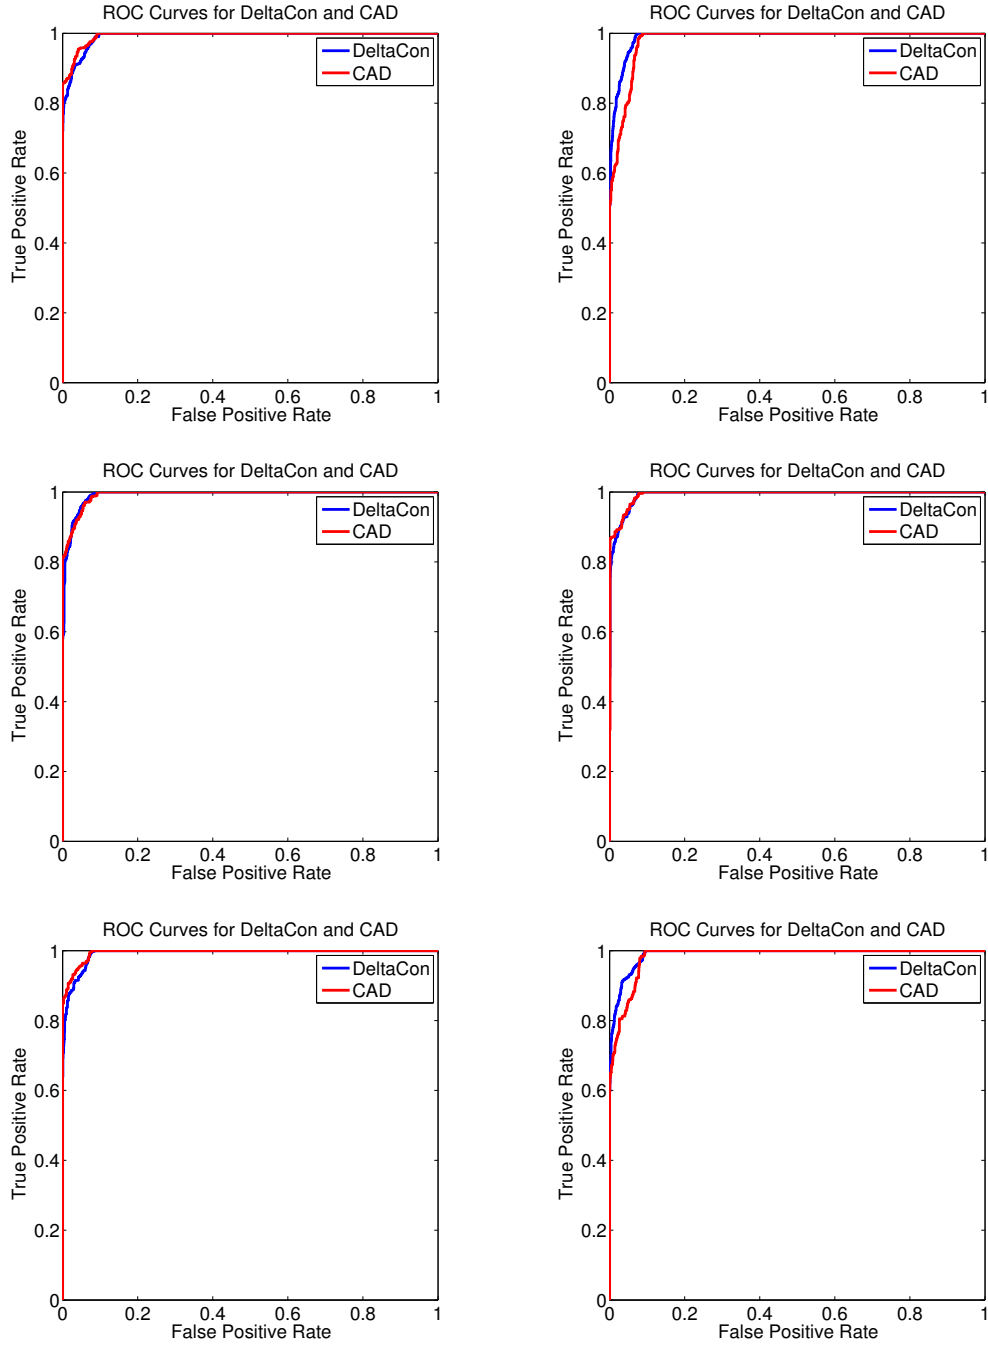 ROC Curves for DeltaCon and CAD
1
0.8
0.6
0.4
0.2
0
True Positive Rate
DeltaCon
CAD
0 0.2 0.4 0.6 0.8 1
False Positive Rate
ROC Curves for DeltaCon and CAD
1
0.8
0.6
0.4
0.2
0
True Positive Rate
DeltaCon
CAD
0 0.2 0.4 0.6 0.8 1
False Positive Rate
ROC Curves for DeltaCon and CAD
1
0.8
0.6
0.4
0.2
0
True Positive Rate
DeltaCon
CAD
0 0.2 0.4 0.6 0.8 1
False Positive Rate
ROC Curves for DeltaCon and CAD
1
0.8
0.6
0.4
0.2
0
True Positive Rate
DeltaCon
CAD
0 0.2 0.4 0.6 0.8 1
False Positive Rate
ROC Curves for DeltaCon and CAD
1
0.8
0.6
0.4
0.2
0
True Positive Rate
DeltaCon
CAD
0 0.2 0.4 0.6 0.8 1
False Positive Rate
ROC Curves for DeltaCon and CAD
1
0.8
0.6
0.4
0.2
0
True Positive Rate
DeltaCon
CAD
0 0.2 0.4 0.6 0.8 1
False Positive Rate